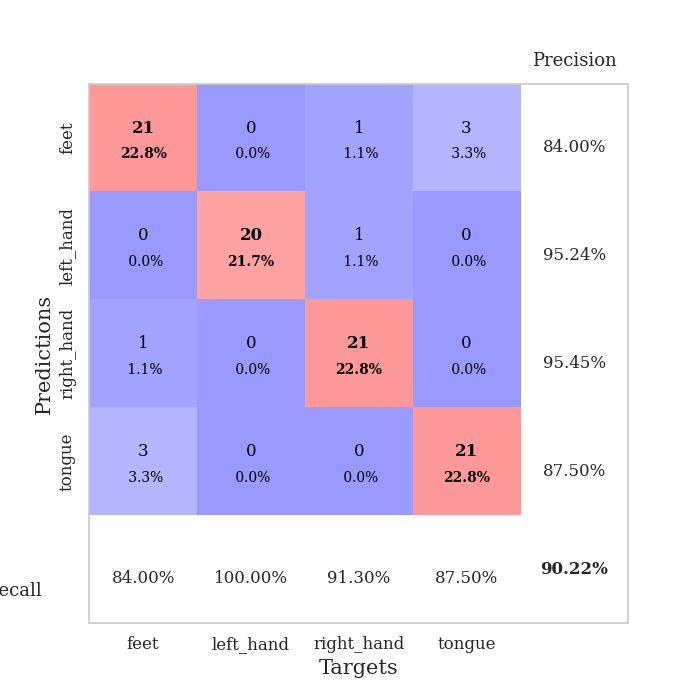 Precision
feet
21 0 1 3
22.8% 0.0% 1.1% 3.3%
84.00%
left_hand
0 20 1 0
0.0% 21.7% 1.1% 0.0%
95.24%
right_hand
1 0 21 0
1.1% 0.0% 22.8% 0.0%
95.45%
tongue
3 0 0 21
3.3% 0.0% 0.0% 22.8%
87.50%
Predictions
ecall
84.00% 100.00% 91.30% 87.50% 90.22%
feet left_hand right_hand tongue
Targets